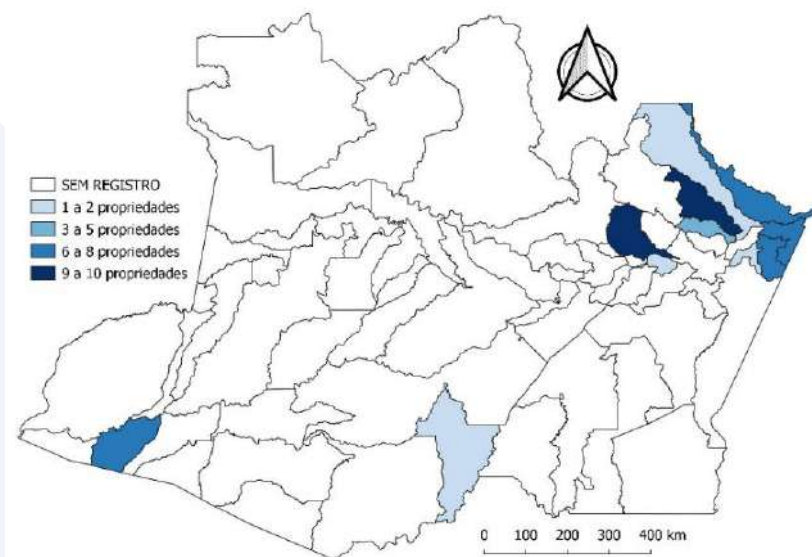 SEM REGISTRO
1 a 2 propriedades
3 a 5 propriedades
6 a 8 propriedades
9 a 10 propriedades
0 100 200 300 400 km